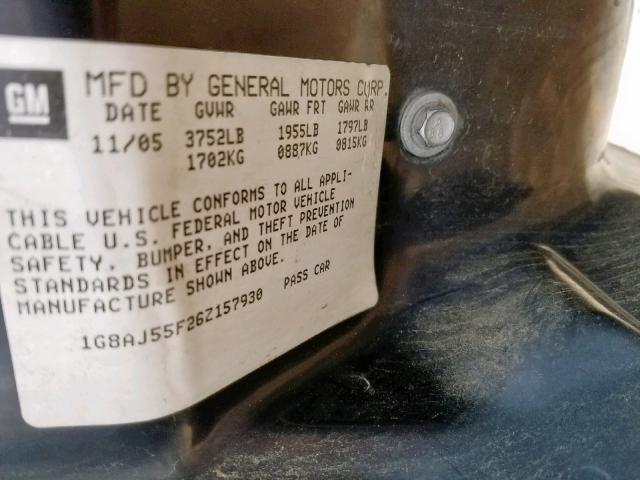 GM
MFD BY GENERAL MOTORS CORP.
DATE GVWR GAWR FRT GAWR RR
11/05 3752LB 1955LB 1797LB
1702KG 0887KG 0815KG
THIS VEHICLE CONFORMS TO ALL APPLI-
CABLE U.S. FEDERAL MOTOR VEHICLE
SAFETY, BUMPER, AND THEFT PREVENTION
STANDARDS IN EFFECT ON THE DATE OF
MANUFACTURE SHOWN ABOVE.
1G8AJ55F26Z157930 PASS CAR